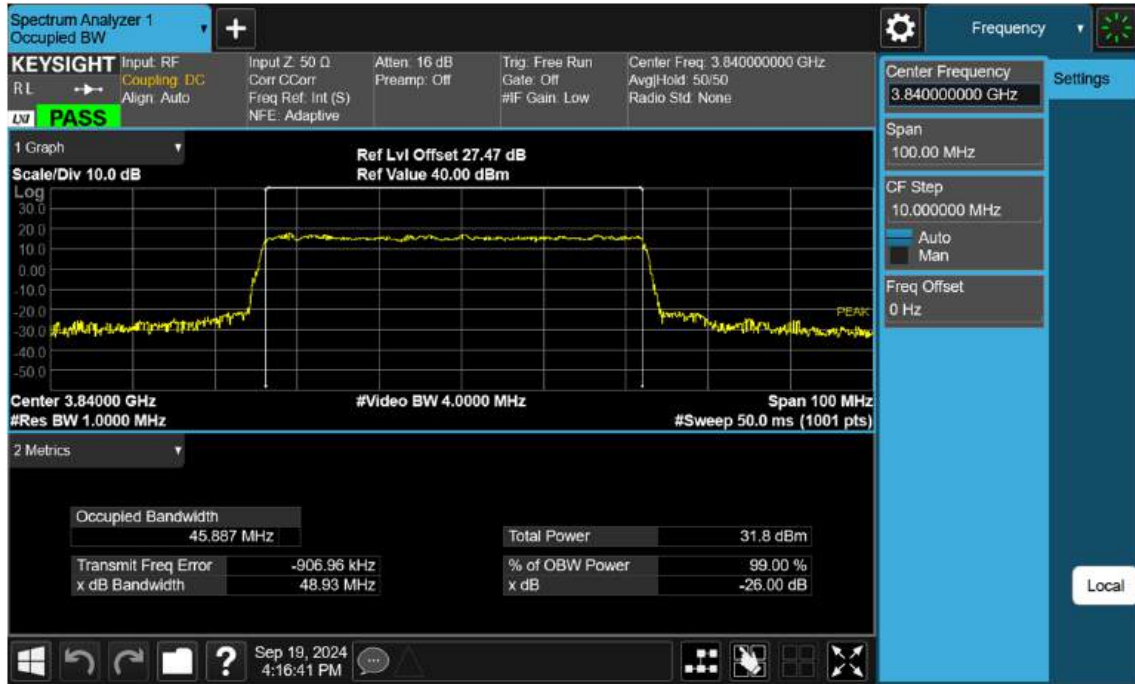 Spectrum Analyzer 1
Occupied BW
+
Frequency
KEYSIGHT
R L
LXI PASS
Input: RF
Coupling: DC
Align: Auto
Input Z: 50 Ω
Corr CCorr
Freq Ref: Int (S)
NFE: Adaptive
Atten: 16 dB
Preamp: Off
Trig: Free Run
Gate: Off
#IF Gain: Low
Center Freq: 3.840000000 GHz
Avg|Hold: 50/50
Radio Std: None
Center Frequency
3.840000000 GHz
Settings
Span
100.00 MHz
CF Step
10.000000 MHz
Auto
Man
Freq Offset
0 Hz
Local
1 Graph
Scale/Div 10.0 dB
Ref Lvl Offset 27.47 dB
Ref Value 40.00 dBm
Log
30.0
20.0
10.0
0.00
-10.0
-20.0
-30.0
-40.0
-50.0
PEAK
Center 3.84000 GHz
#Video BW 4.0000 MHz
Span 100 MHz
#Res BW 1.0000 MHz
#Sweep 50.0 ms (1001 pts)
2 Metrics
Occupied Bandwidth
45.887 MHz
Total Power 31.8 dBm
Transmit Freq Error -906.96 kHz
% of OBW Power 99.00 %
x dB Bandwidth 48.93 MHz
x dB -26.00 dB
?
Sep 19, 2024
4:16:41 PM